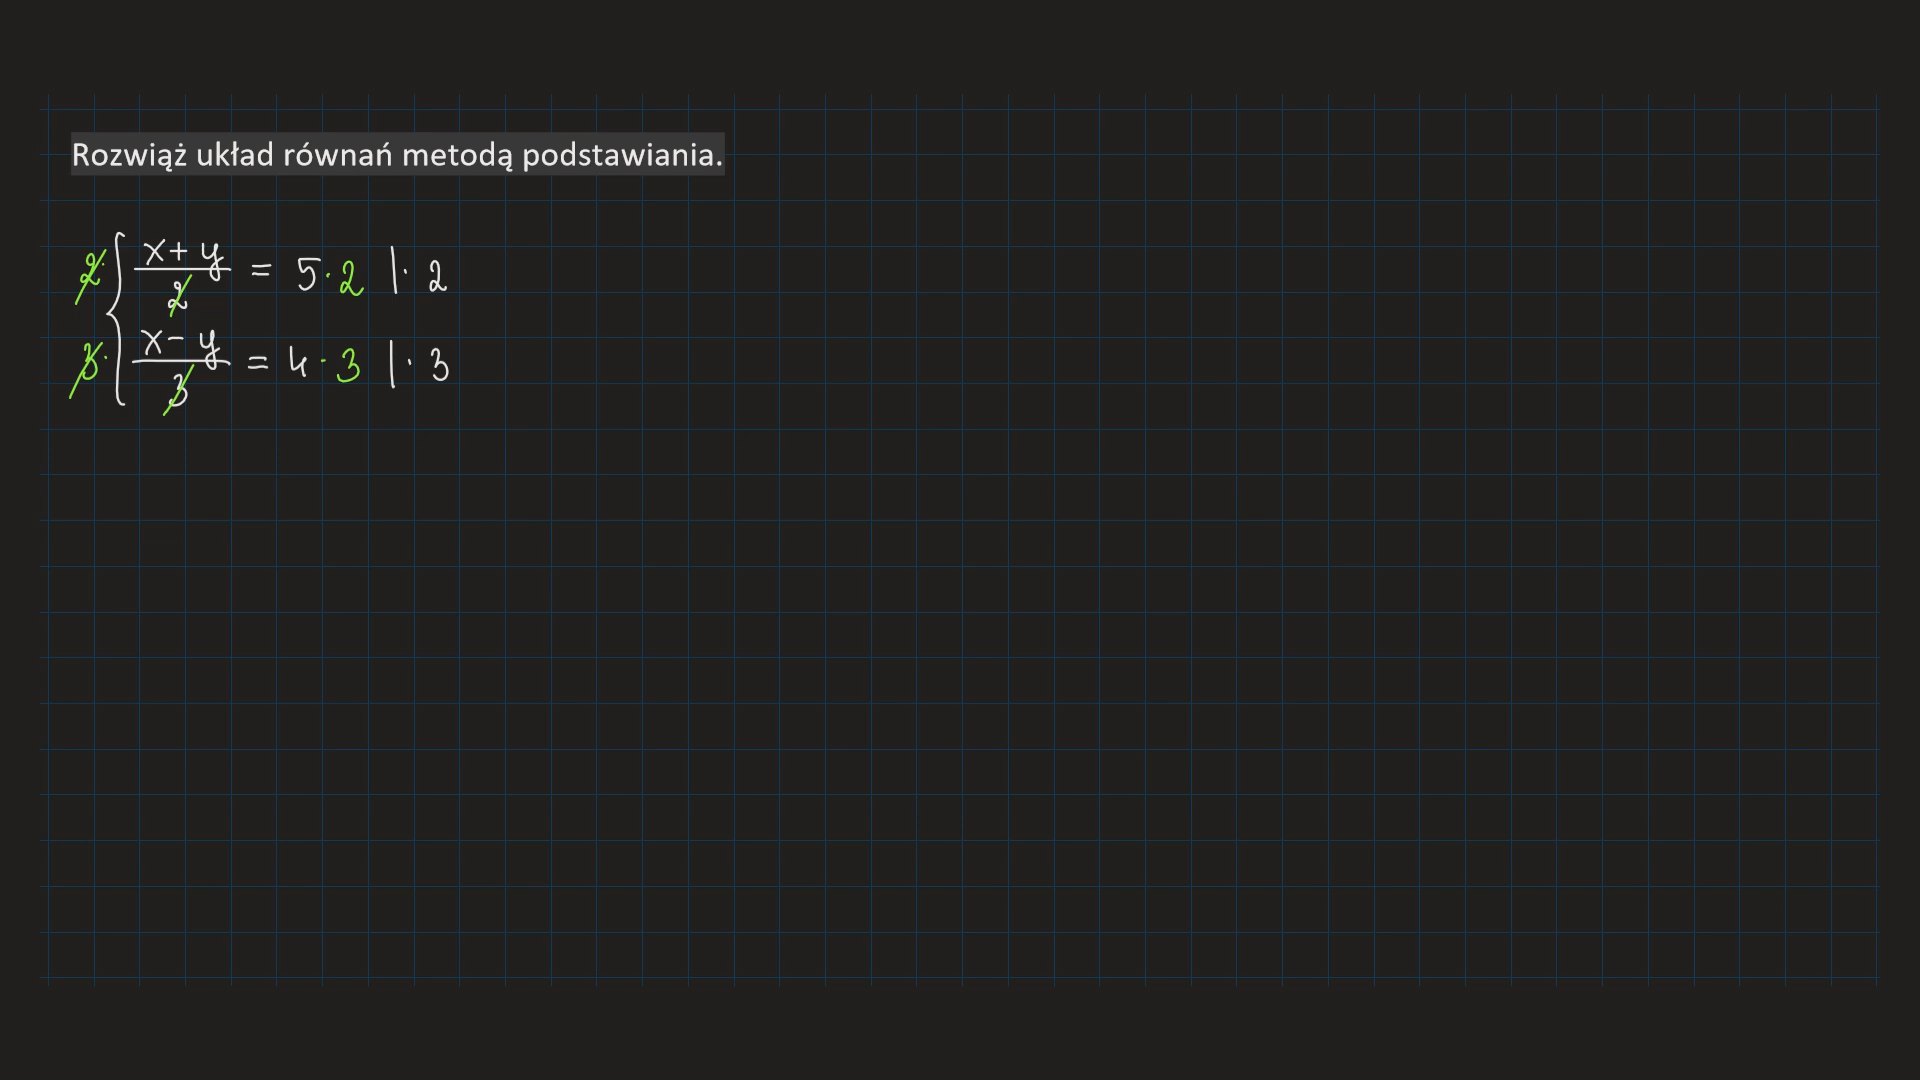 Rozwiąż układ równań metodą podstawiania.
2· { x + y / 2 = 5 · 2 | · 2
3· { x - y / 3 = 4 · 3 | · 3